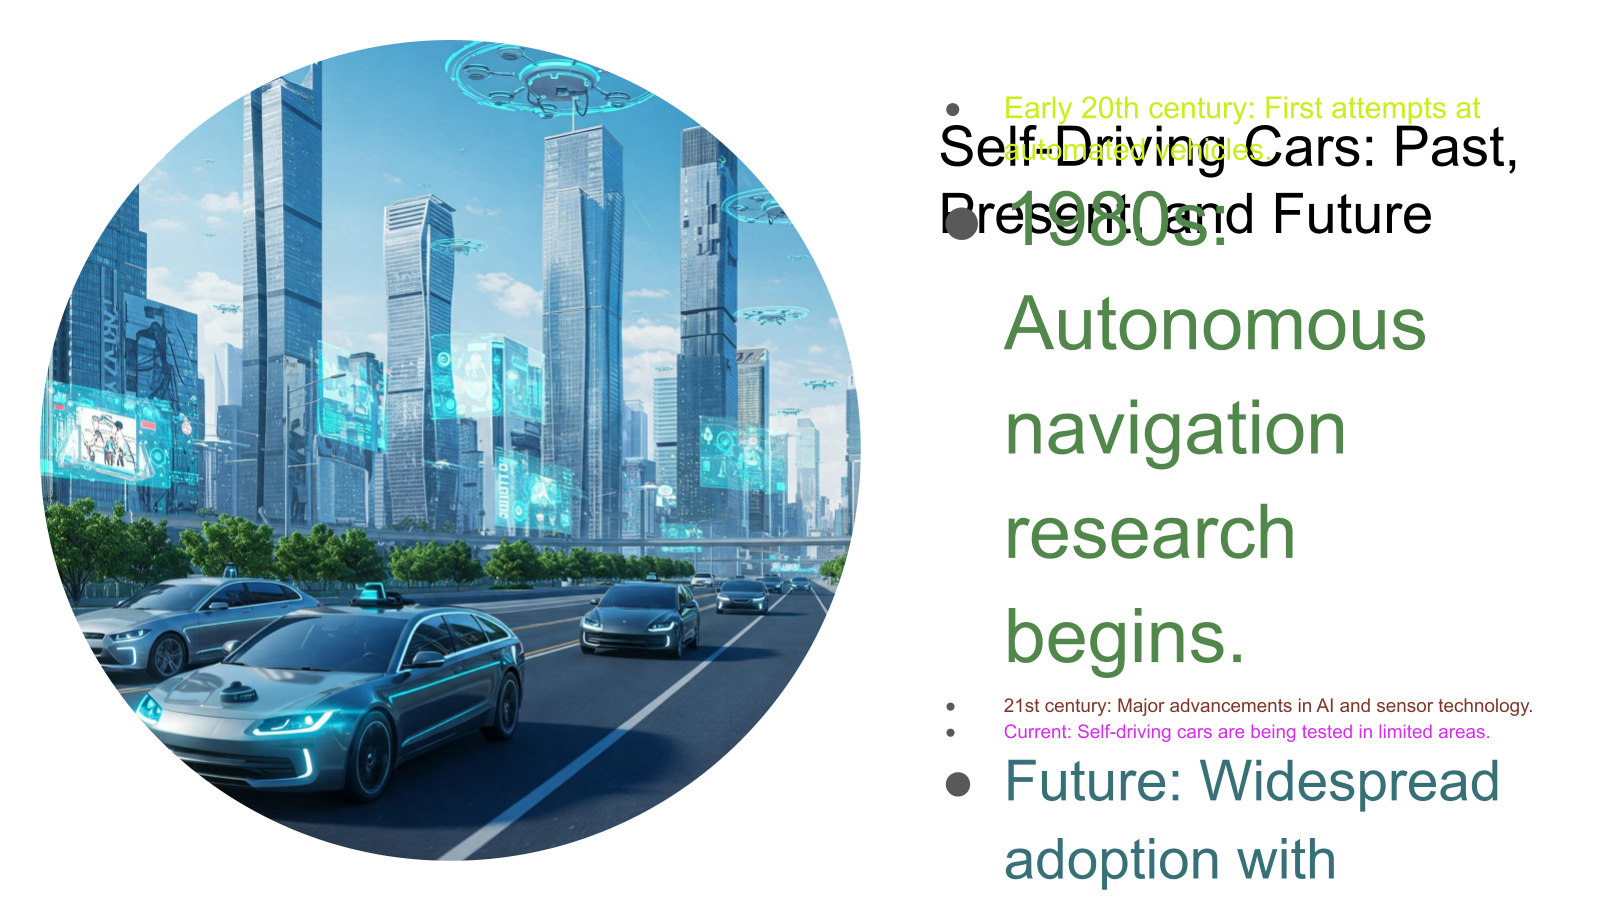 Early 20th century: First attempts at
automated vehicles.
Self-Driving Cars: Past,
Present, and Future
1980s:
Autonomous
navigation
research
begins.
21st century: Major advancements in AI and sensor technology.
Current: Self-driving cars are being tested in limited areas.
Future: Widespread
adoption with